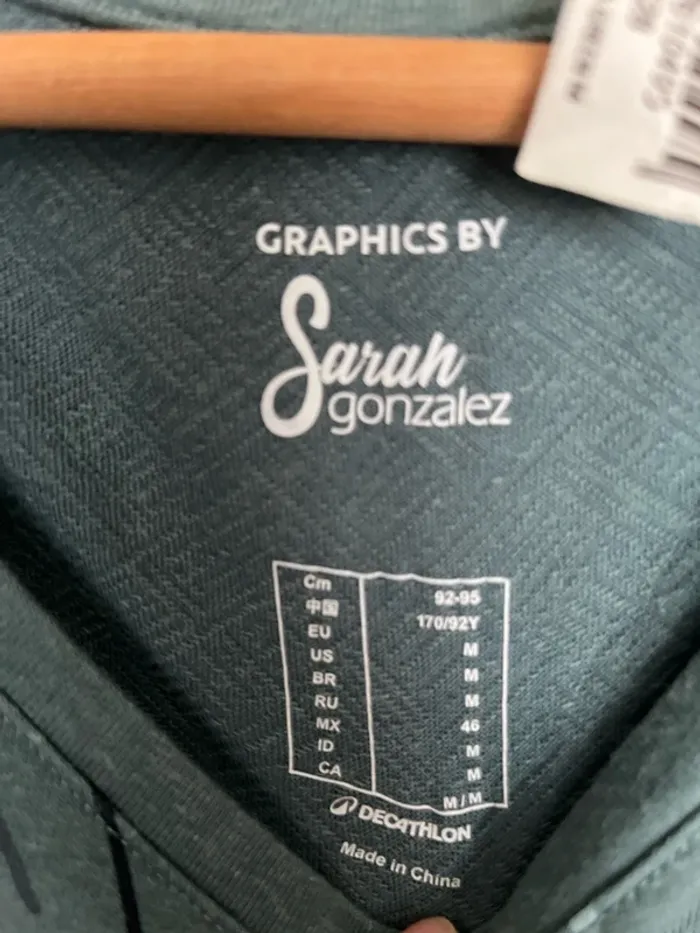 GRAPHICS BY
Sarah
gonzalez
Cm 92-95
中国 170/92Y
EU M
US M
BR M
RU 46
MX M
ID M
CA M/M
DECATHLON
Made in China